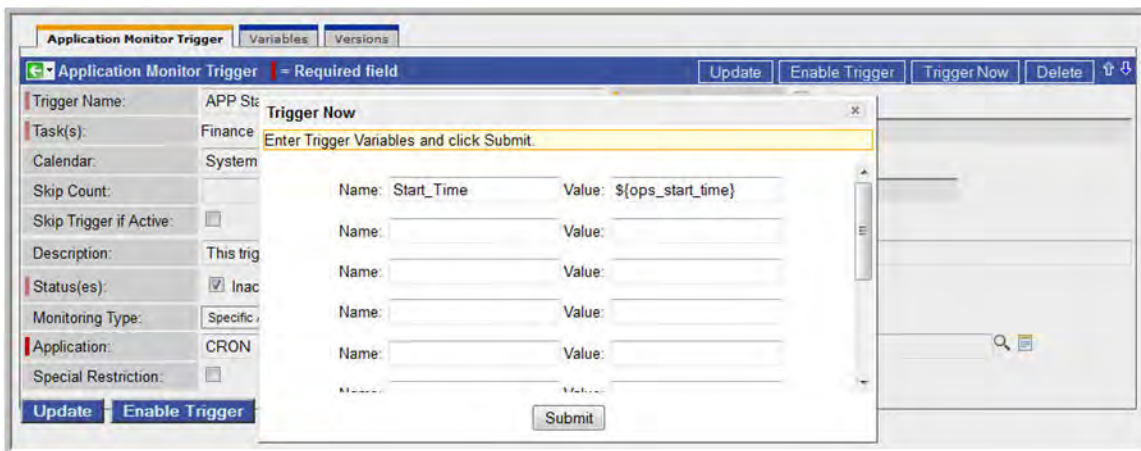 Application Monitor Trigger Variables Versions
Application Monitor Trigger = Required field Update Enable Trigger Trigger Now Delete
Trigger Name: APP Sta
Trigger Now
Task(s): Finance
Enter Trigger Variables and click Submit.
Calendar: System
Skip Count: Name: Start_Time Value: ${ops_start_time}
Skip Trigger if Active:
Name: Value:
Description: This trig
Name: Value:
Status(es): Inac
Monitoring Type: Specific Name: Value:
Application: CRON Name: Value:
Special Restriction:
Name: Value:
Update Enable Trigger Submit